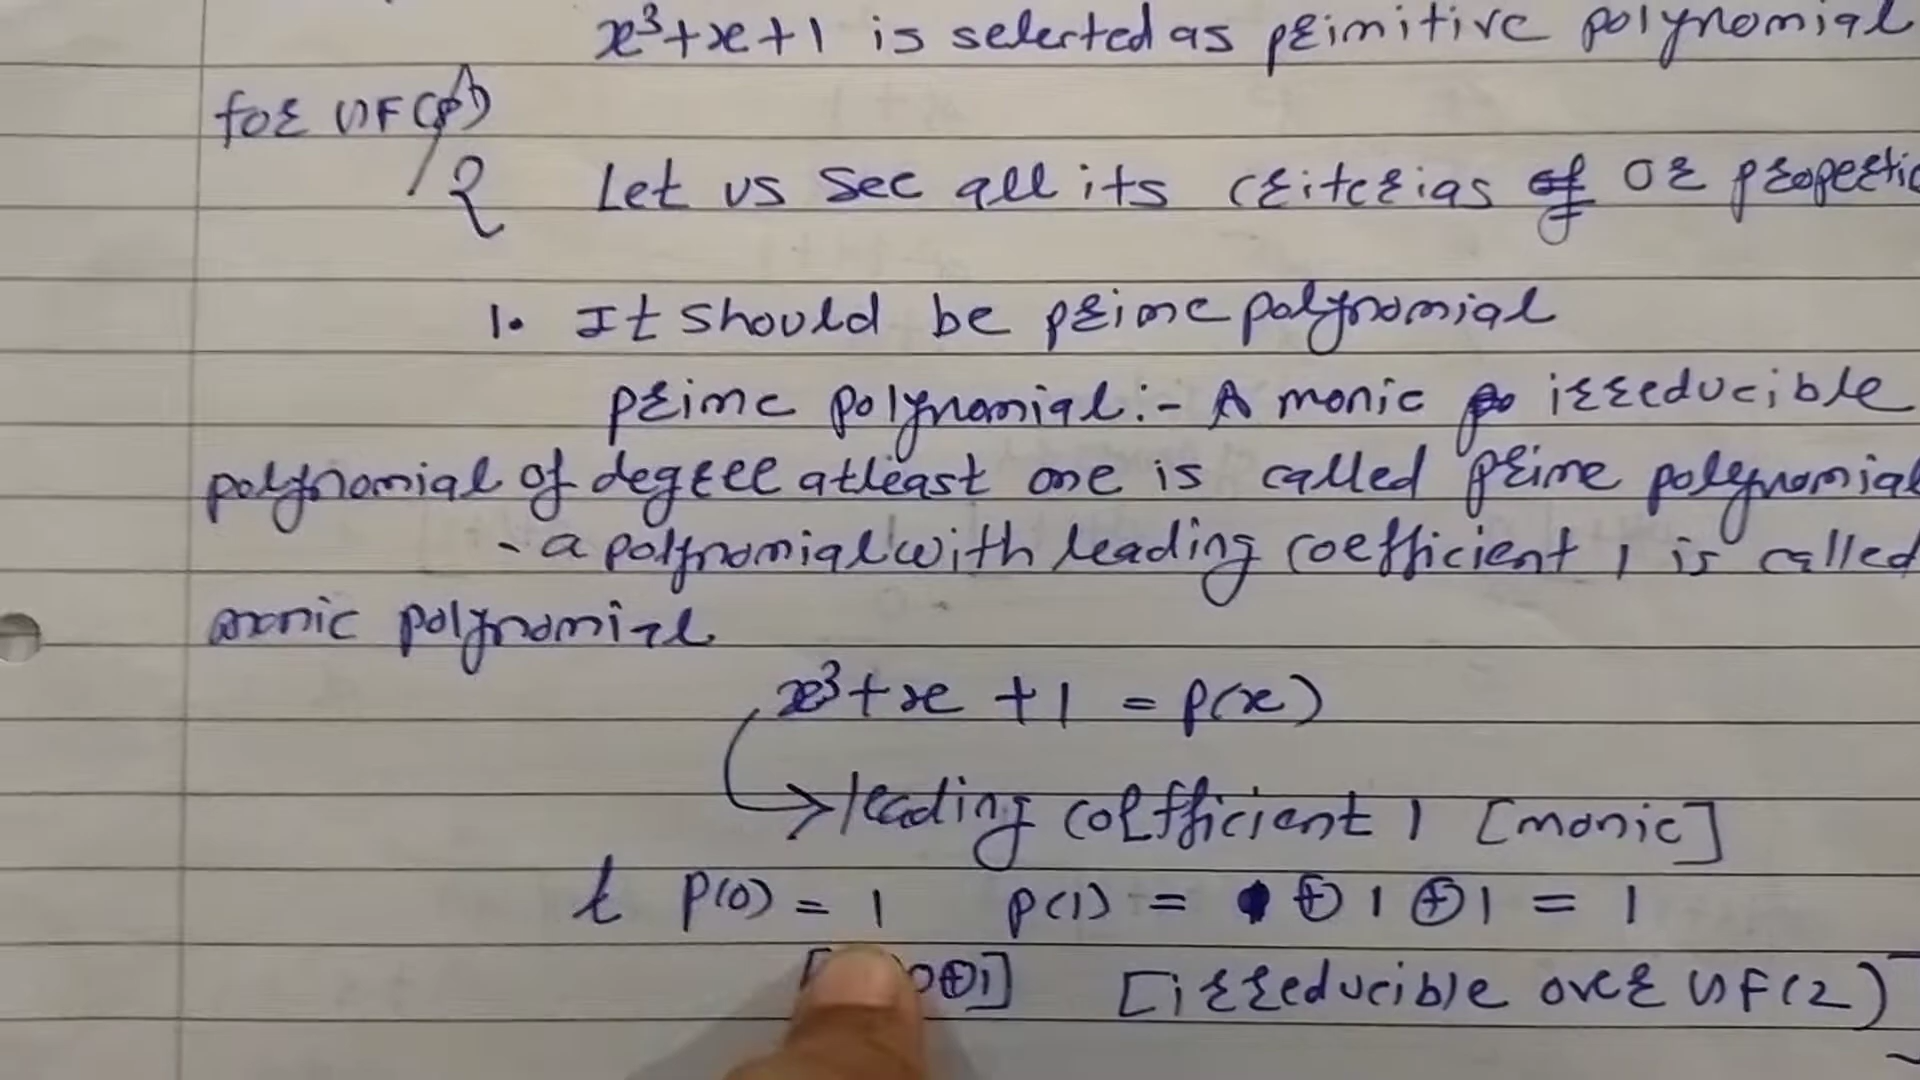 x³+x+1 is selected as primitive polynomial
for GF(
2 Let us see all its criterias of or
1. It should be prime polynomial
prime polynomial:- A monic irreducible
polynomial of degree atleast one is called prime polynomial
- a polynomial with leading coefficient 1 is called
monic polynomial
x³+x +1 = p(x)
→ leading coefficient 1 [monic]
p(0) = 1 p(1) = ⊕ 1 ⊕ 1 = 1
[ 0⊕1] [irreducible over GF(2)